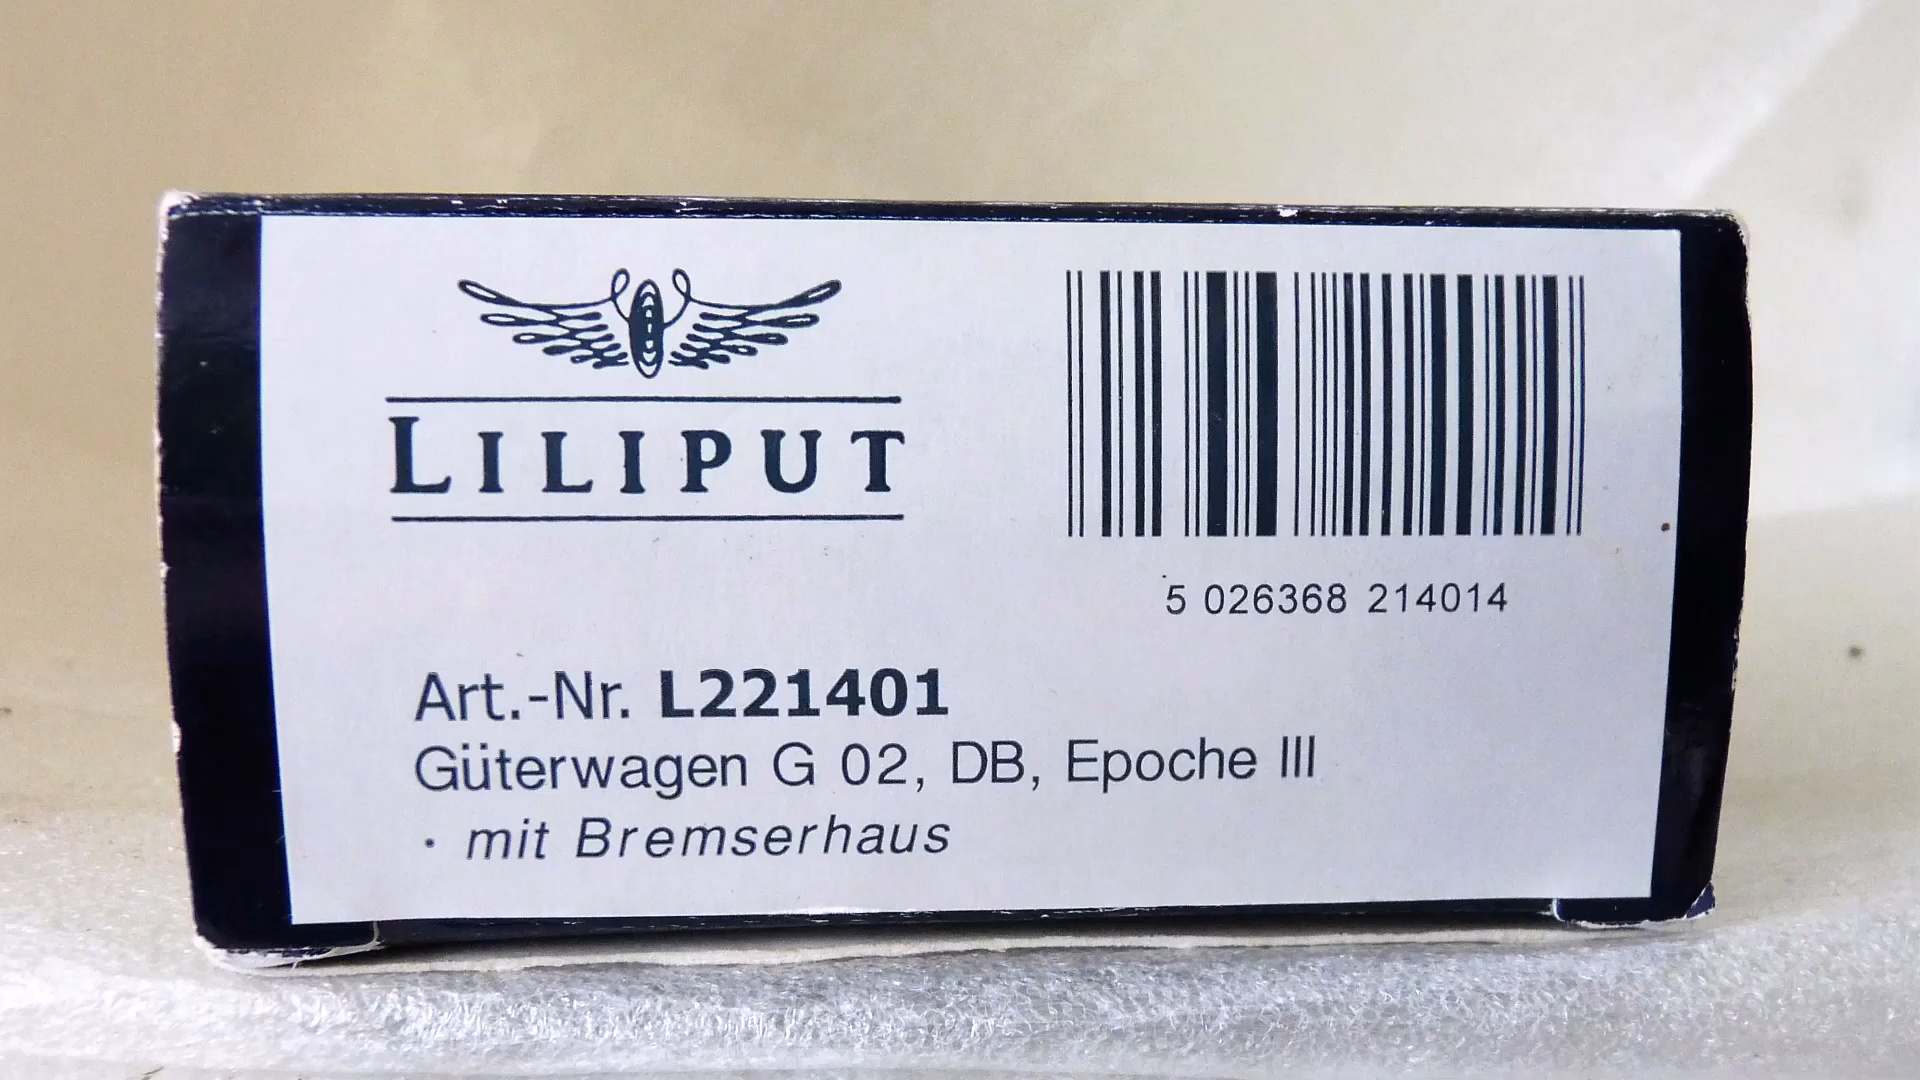 LILIPUT
5 026368 214014
Art.-Nr. L221401
Güterwagen G 02, DB, Epoche III
· mit Bremserhaus